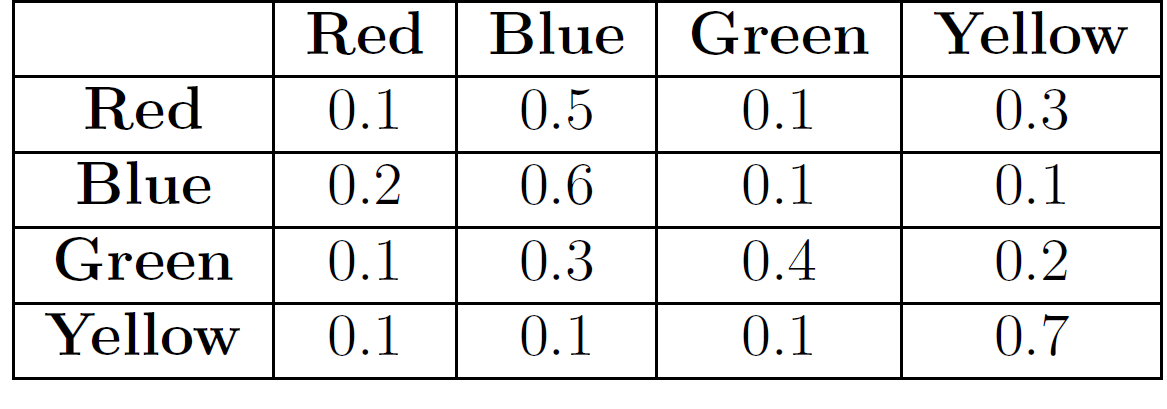 Red Blue Green Yellow
Red 0.1 0.5 0.1 0.3
Blue 0.2 0.6 0.1 0.1
Green 0.1 0.3 0.4 0.2
Yellow 0.1 0.1 0.1 0.7